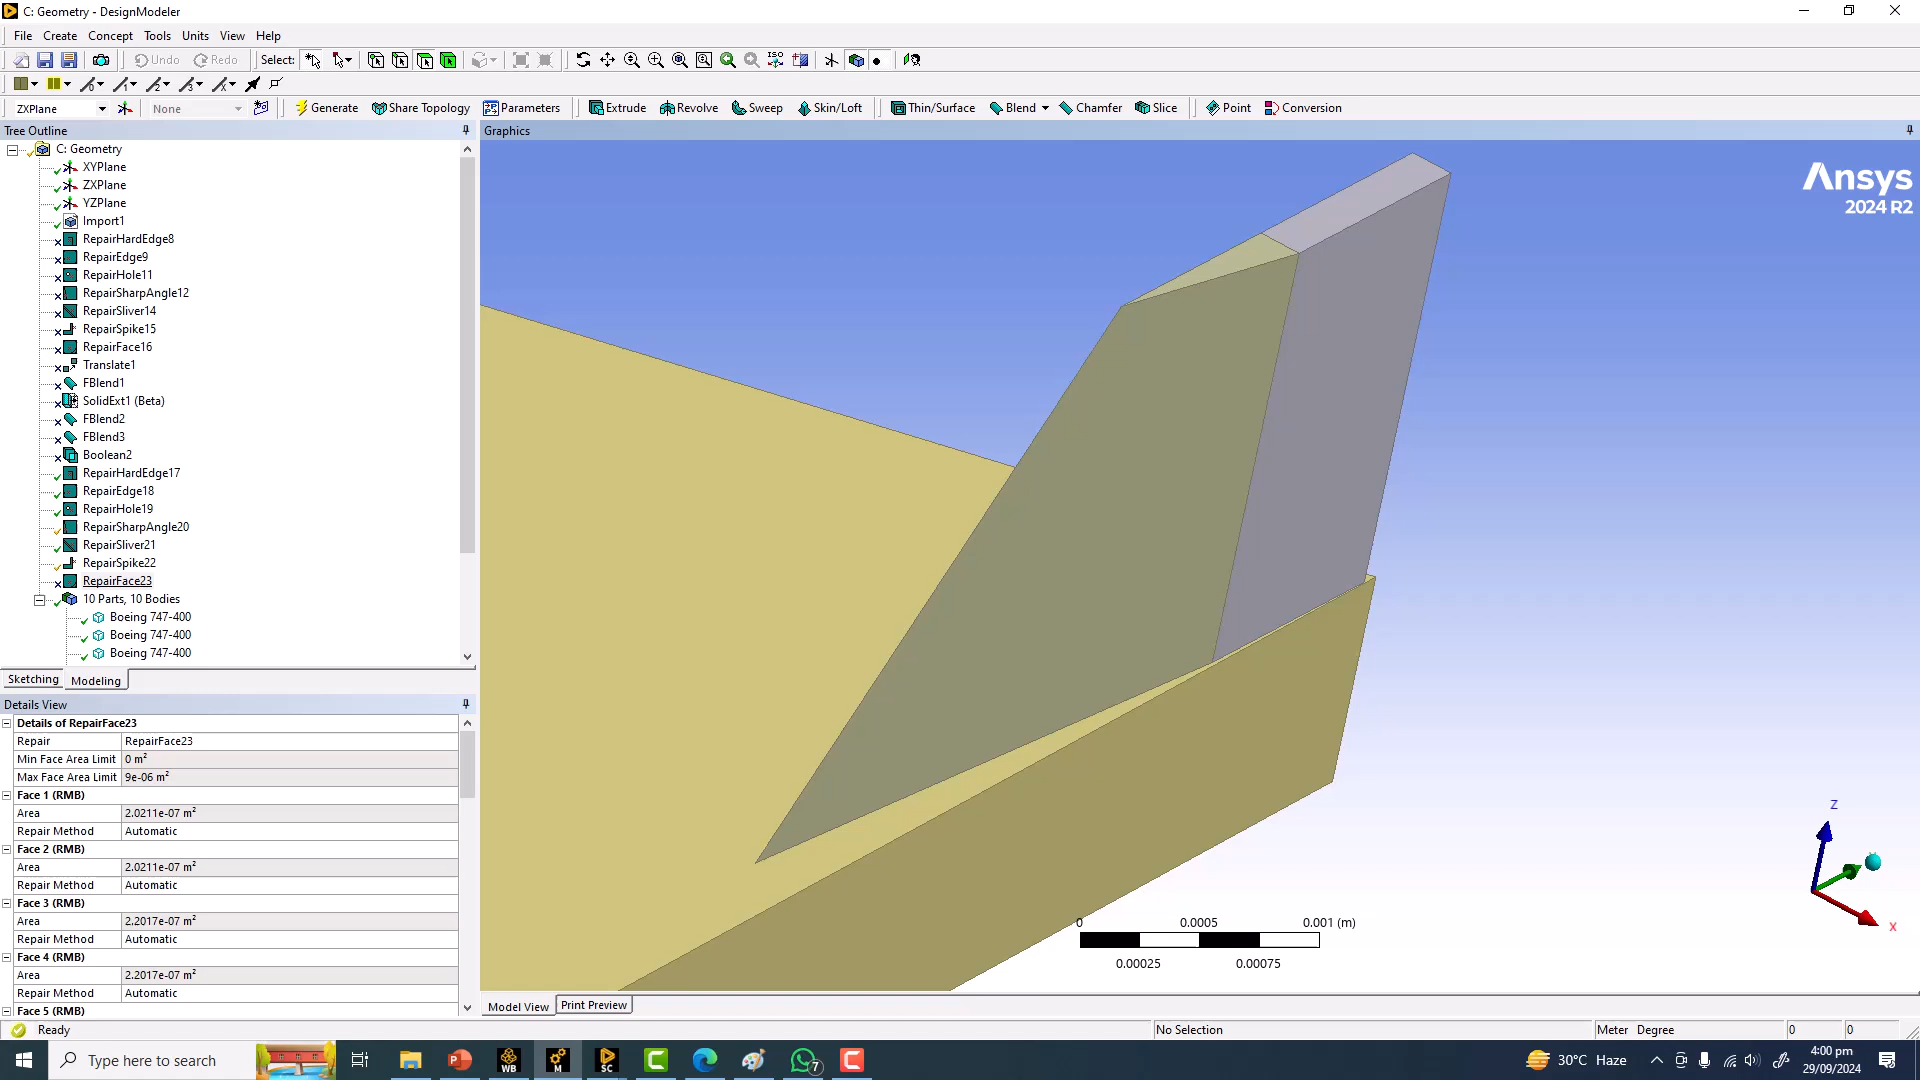 C: Geometry - DesignModeler
File Create Concept Tools Units View Help
Undo Redo Select: ISO
ZXPlane None Generate Share Topology Parameters Extrude Revolve Sweep Skin/Loft Thin/Surface Blend Chamfer Slice Point Conversion
Tree Outline
C: Geometry
XYPlane
ZXPlane
YZPlane
Import1
RepairHardEdge8
RepairEdge9
RepairHole11
RepairSharpAngle12
RepairSliver14
RepairSpike15
RepairFace16
Translate1
FBlend1
SolidExt1 (Beta)
FBlend2
FBlend3
Boolean2
RepairHardEdge17
RepairEdge18
RepairHole19
RepairSharpAngle20
RepairSliver21
RepairSpike22
RepairFace23
10 Parts, 10 Bodies
Boeing 747-400
Boeing 747-400
Boeing 747-400
Sketching Modeling
Details View
Details of RepairFace23
Repair RepairFace23
Min Face Area Limit 0 m²
Max Face Area Limit 9e-06 m²
Face 1 (RMB)
Area 2.0211e-07 m²
Repair Method Automatic
Face 2 (RMB)
Area 2.0211e-07 m²
Repair Method Automatic
Face 3 (RMB)
Area 2.2017e-07 m²
Repair Method Automatic
Face 4 (RMB)
Area 2.2017e-07 m²
Repair Method Automatic
Face 5 (RMB)
Graphics
Ansys
2024 R2
Z
X
0 0.0005 0.001 (m)
0.00025 0.00075
Model View Print Preview
Ready No Selection Meter Degree 0 0
Type here to search WB M SC 7 30°C Haze 4:00 pm
29/09/2024